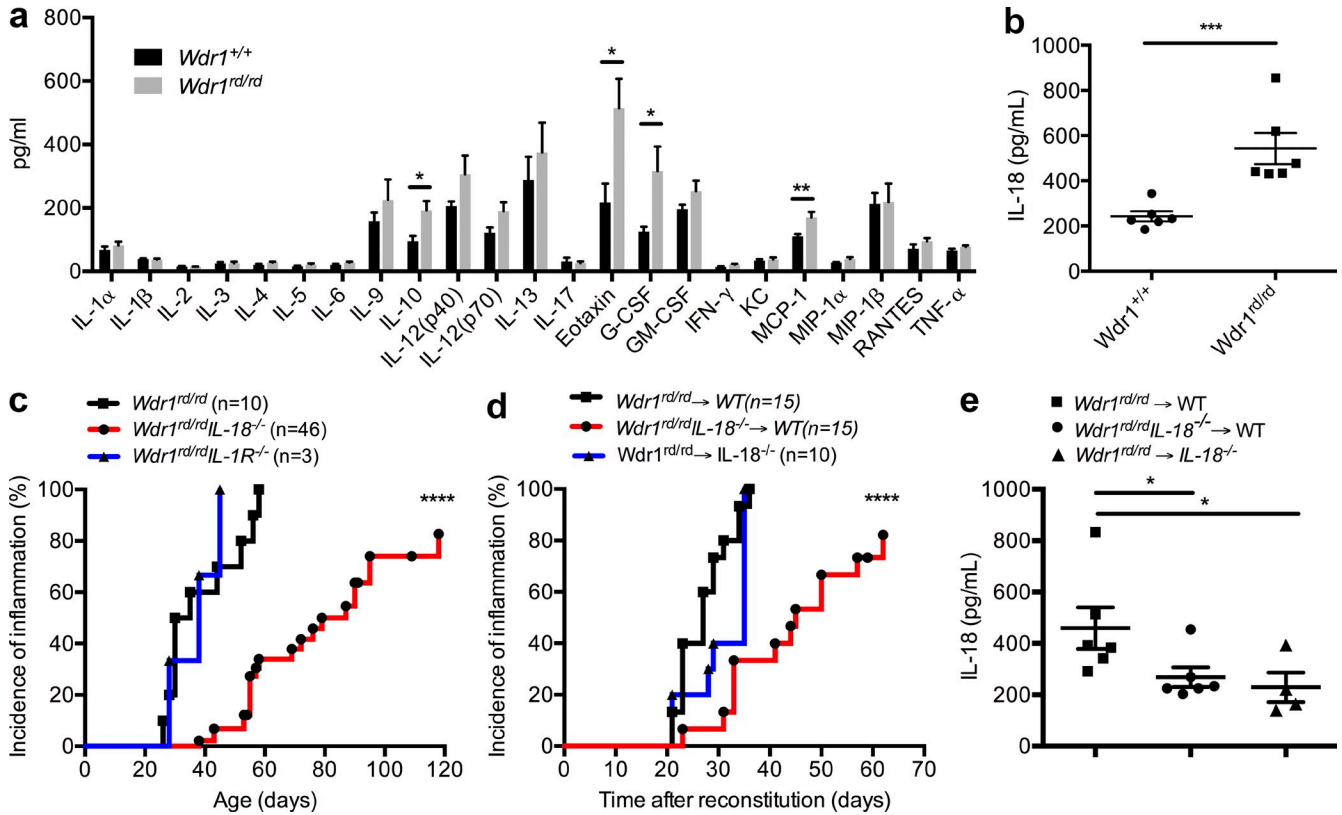 a
800
600
400
200
0
pg/ml
Wdr1+/+
Wdr1rd/rd
*
*
*
**
IL-1α
IL-1β
IL-2
IL-3
IL-4
IL-5
IL-6
IL-9
IL-10
IL-12(p40)
IL-12(p70)
IL-13
IL-17
Eotaxin
G-CSF
GM-CSF
IFN-γ
KC
MCP-1
MIP-1α
MIP-1β
RANTES
TNF-α
b
***
1000
800
600
400
200
0
IL-18 (pg/mL)
Wdr1+/+
Wdr1rd/rd
c
Wdr1rd/rd (n=10)
Wdr1rd/rdIL-18-/- (n=46)
Wdr1rd/rdIL-1R-/- (n=3)
****
100
80
60
40
20
0
Incidence of inflammation (%)
0 20 40 60 80 100 120
Age (days)
d
Wdr1rd/rd→ WT(n=15)
Wdr1rd/rdIL-18-/-→ WT(n=15)
Wdr1rd/rd→ IL-18-/- (n=10)
****
100
80
60
40
20
0
Incidence of inflammation (%)
0 10 20 30 40 50 60 70
Time after reconstitution (days)
e
Wdr1rd/rd→ WT
Wdr1rd/rdIL-18-/-→ WT
Wdr1rd/rd→ IL-18-/-
*
*
1000
800
600
400
200
0
IL-18 (pg/mL)